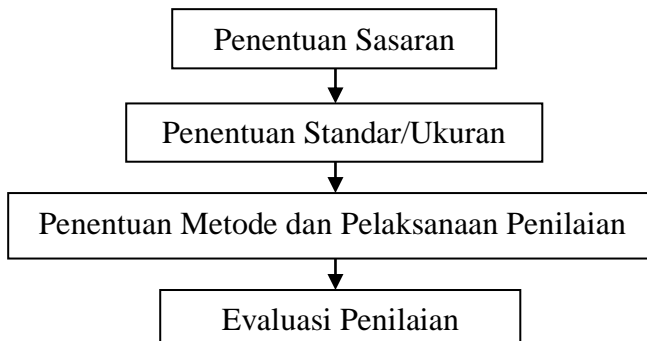 Penentuan Sasaran
Penentuan Standar/Ukuran
Penentuan Metode dan Pelaksanaan Penilaian
Evaluasi Penilaian